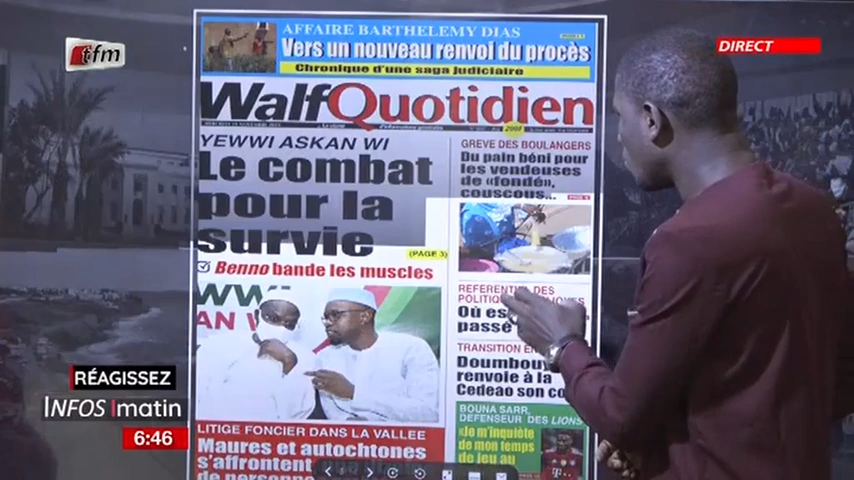 tfm
DIRECT
AFFAIRE BARTHELEMY DIAS
Vers un nouveau renvoi du procès
Chronique d'une saga judiciaire
WalfQuotidien
YEWWI ASKAN WI
Le combat
pour la
survie
(PAGE 3)
Benno bande les muscles
GREVE DES BOULANGERS
Du pain béni pour
les vendeuses
de «fondé»,
couscous...
REFERENTIEL DES
Où es
passé
TRANSITION EN
Doumbouy
renvoie à la
Cedeao son co
BOUNA SARR,
DEFENSEUR DES LIONS
«Je m'inquiète
de mon temps
de jeu au
LITIGE FONCIER DANS LA VALLEE
Maures et autochtones
s'affrontent
de personne
RÉAGISSEZ
INFOS matin
6:46